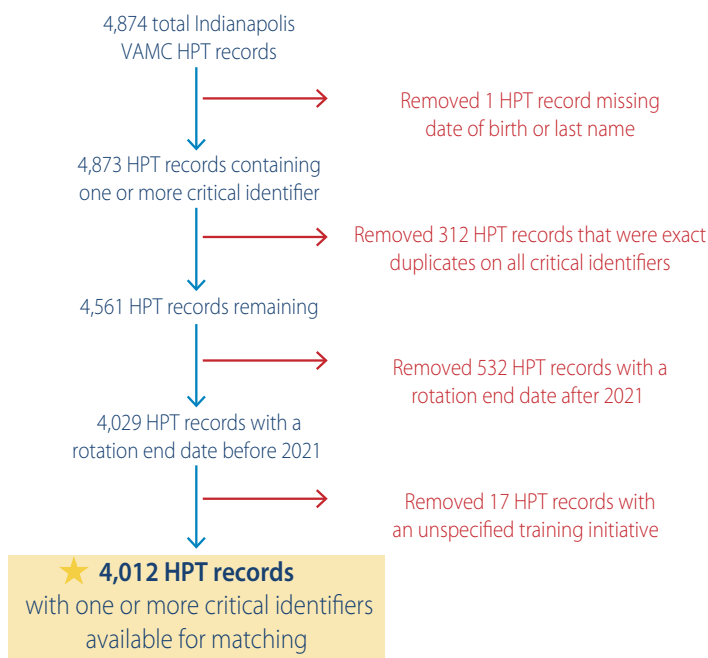 4,874 total Indianapolis
VAMC HPT records
Removed 1 HPT record missing
date of birth or last name
4,873 HPT records containing
one or more critical identifier
Removed 312 HPT records that were exact
duplicates on all critical identifiers
4,561 HPT records remaining
Removed 532 HPT records with a
rotation end date after 2021
4,029 HPT records with a
rotation end date before 2021
Removed 17 HPT records with
an unspecified training initiative
4,012 HPT records
with one or more critical identifiers
available for matching